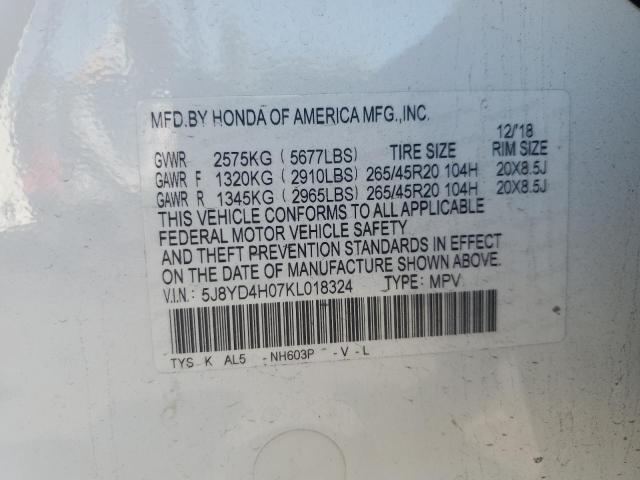 MFD.BY HONDA OF AMERICA MFG.,INC.
12/'18
GVWR 2575KG ( 5677LBS) TIRE SIZE RIM SIZE
GAWR F 1320KG ( 2910LBS) 265/45R20 104H 20X8.5J
GAWR R 1345KG ( 2965LBS) 265/45R20 104H 20X8.5J
THIS VEHICLE CONFORMS TO ALL APPLICABLE
FEDERAL MOTOR VEHICLE SAFETY
AND THEFT PREVENTION STANDARDS IN EFFECT
ON THE DATE OF MANUFACTURE SHOWN ABOVE.
V.I.N.: 5J8YD4H07KL018324 TYPE: MPV
TYS K AL5 -NH603P -V-L